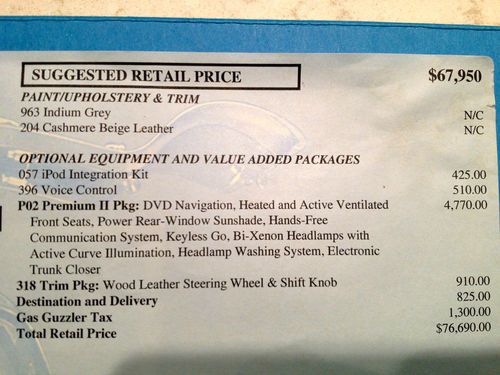 SUGGESTED RETAIL PRICE $67,950
PAINT/UPHOLSTERY & TRIM
963 Indium Grey N/C
204 Cashmere Beige Leather N/C
OPTIONAL EQUIPMENT AND VALUE ADDED PACKAGES
057 iPod Integration Kit 425.00
396 Voice Control 510.00
P02 Premium II Pkg: DVD Navigation, Heated and Active Ventilated 4,770.00
Front Seats, Power Rear-Window Sunshade, Hands-Free
Communication System, Keyless Go, Bi-Xenon Headlamps with
Active Curve Illumination, Headlamp Washing System, Electronic
Trunk Closer
318 Trim Pkg: Wood Leather Steering Wheel & Shift Knob 910.00
Destination and Delivery 825.00
Gas Guzzler Tax 1,300.00
Total Retail Price $76,690.00